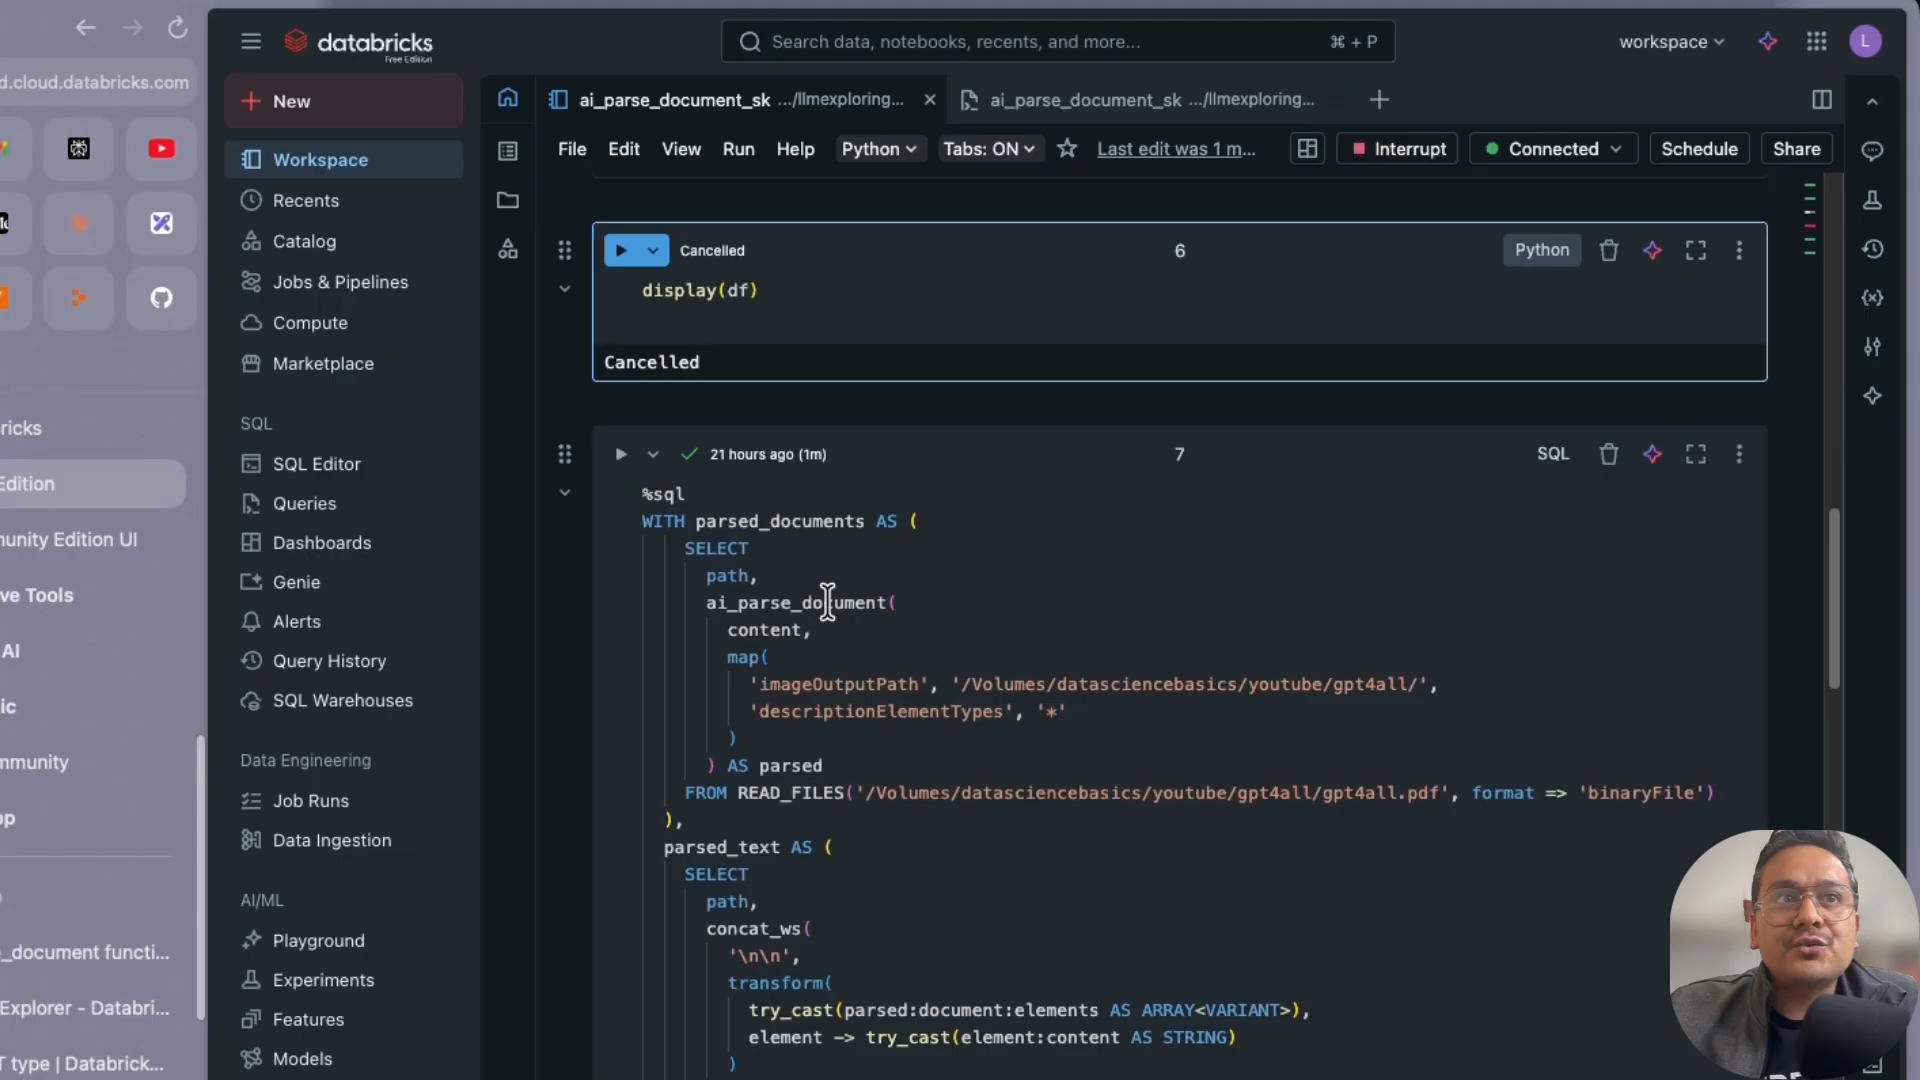 d.cloud.databricks.com
ricks
Edition
nunity Edition UI
ve Tools
AI
ic
mmunity
op
_document functi...
Explorer - Databri...
T type | Databrick...
databricks
Free Edition
Search data, notebooks, recents, and more...
⌘ + P
workspace
L
New
Workspace
Recents
Catalog
Jobs & Pipelines
Compute
Marketplace
SQL
SQL Editor
Queries
Dashboards
Genie
Alerts
Query History
SQL Warehouses
Data Engineering
Job Runs
Data Ingestion
AI/ML
Playground
Experiments
Features
Models
ai_parse_document_sk .../llmexploring...
ai_parse_document_sk .../llmexploring...
File Edit View Run Help Python Tabs: ON Last edit was 1 m... Interrupt Connected Schedule Share
Cancelled 6 Python
display(df)
Cancelled
21 hours ago (1m) 7 SQL
%sql
WITH parsed_documents AS (
SELECT
path,
ai_parse_document(
content,
map(
'imageOutputPath', '/Volumes/datasciencebasics/youtube/gpt4all/',
'descriptionElementTypes', '*'
)
) AS parsed
FROM READ_FILES('/Volumes/datasciencebasics/youtube/gpt4all/gpt4all.pdf', format => 'binaryFile')
),
parsed_text AS (
SELECT
path,
concat_ws(
'\n\n',
transform(
try_cast(parsed:document:elements AS ARRAY<VARIANT>),
element -> try_cast(element:content AS STRING)
)